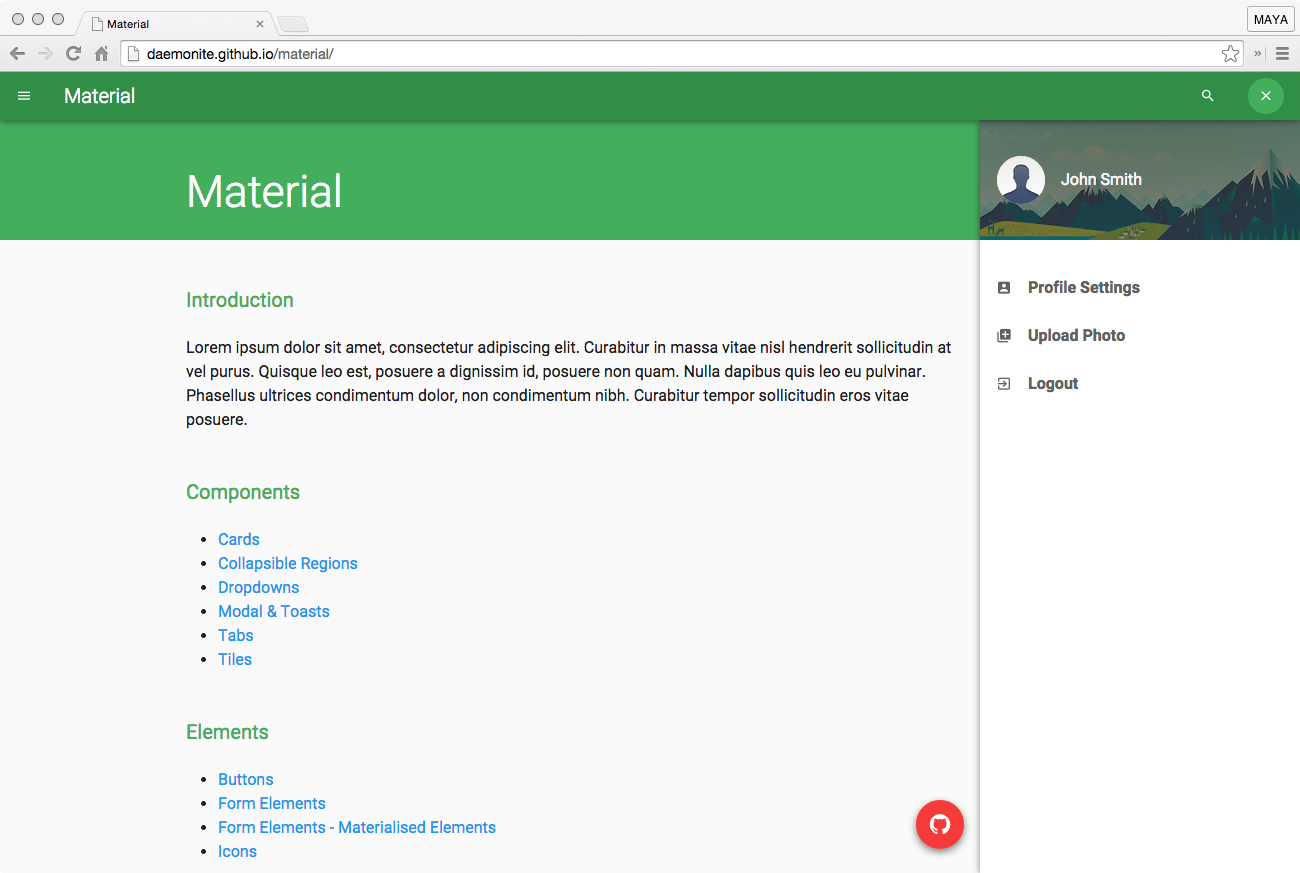 Material
MAYA
daemonite.github.io/material/
Material
Material
John Smith
Profile Settings
Upload Photo
Logout
Introduction
Lorem ipsum dolor sit amet, consectetur adipiscing elit. Curabitur in massa vitae nisl hendrerit sollicitudin at
vel purus. Quisque leo est, posuere a dignissim id, posuere non quam. Nulla dapibus quis leo eu pulvinar.
Phasellus ultrices condimentum dolor, non condimentum nibh. Curabitur tempor sollicitudin eros vitae
posuere.
Components
Cards
Collapsible Regions
Dropdowns
Modal & Toasts
Tabs
Tiles
Elements
Buttons
Form Elements
Form Elements - Materialised Elements
Icons